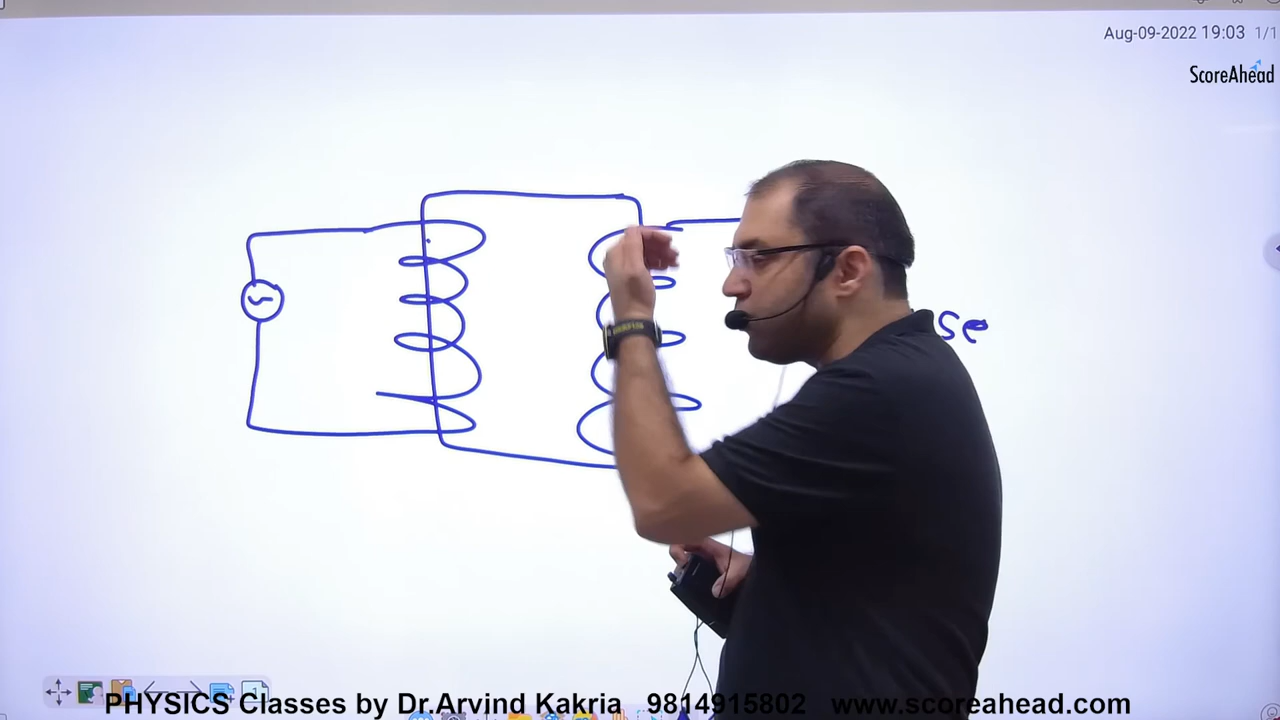 Aug-09-2022 19:03 1/1
ScoreAhead
se
PHYSICS Classes by Dr.Arvind Kakria 9814915802 www.scoreahead.com